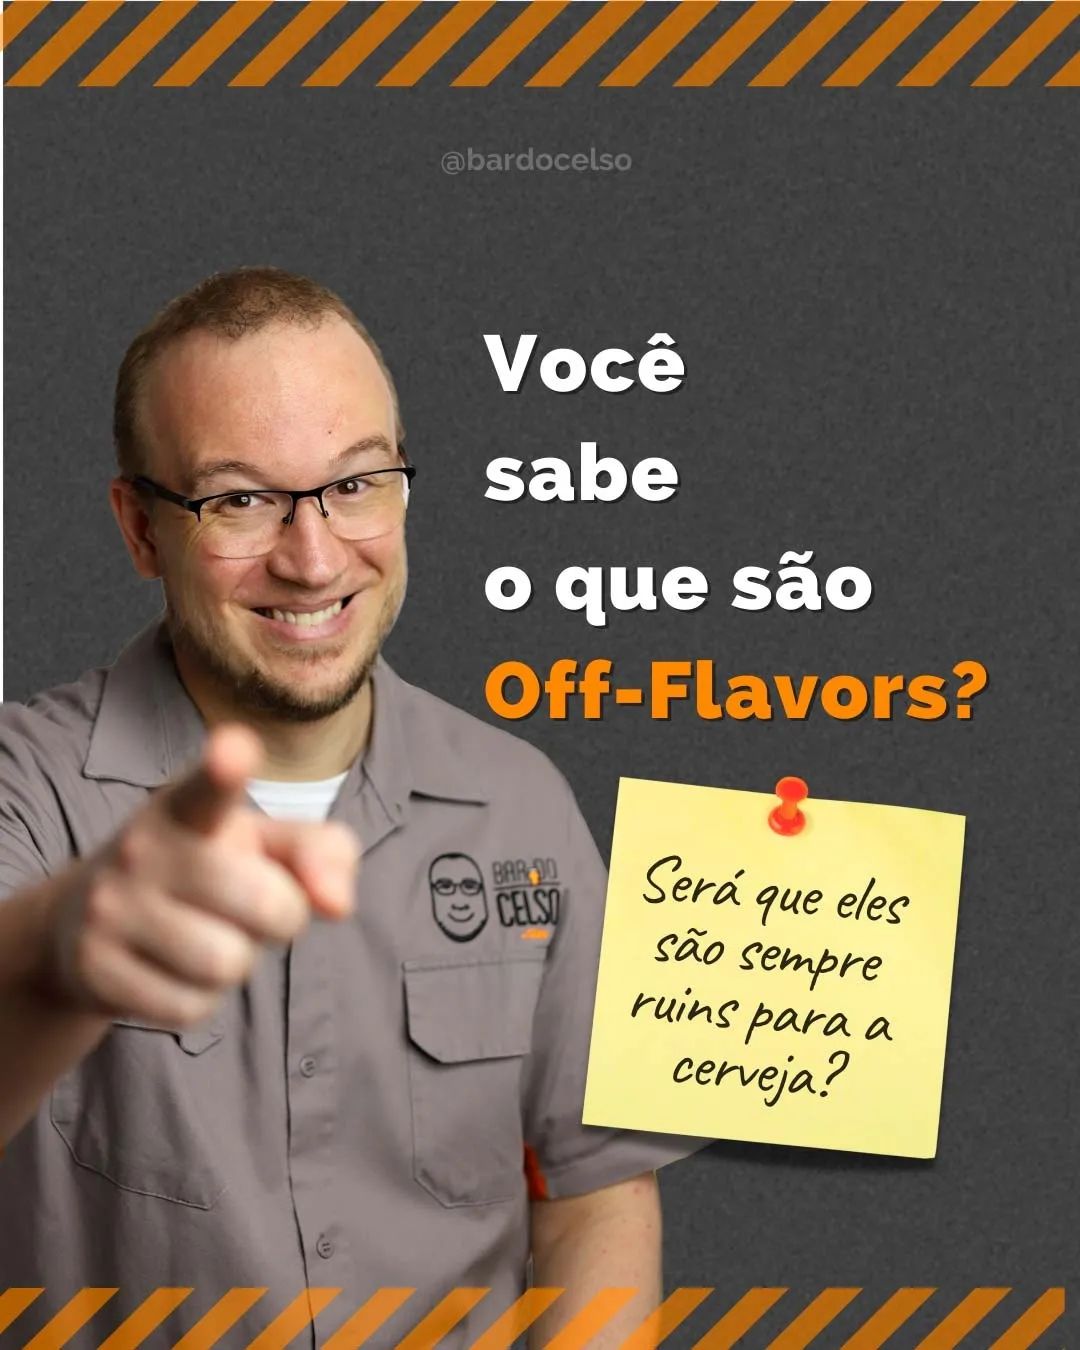 @bardocelso
Você
sabe
o que são
Off-Flavors?
BAR DO
CELSO
Será que eles
são sempre
ruins para a
cerveja?